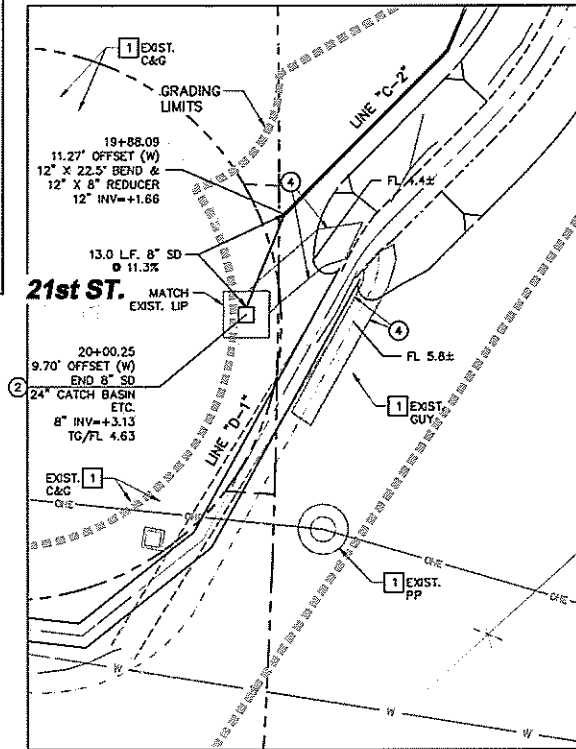 1 EXIST.
C&G
GRADING
LIMITS
LINE "C-2"
19+88.09
11.27' OFFSET (W)
12" X 22.5° BEND &
12" X 8" REDUCER
12" INV=+1.66
4
FL 4.4±
13.0 L.F. 8" SD
@ 11.3%
21st ST.
MATCH
EXIST. LIP
4
FL 5.8±
20+00.25
9.70' OFFSET (W)
2
END 8" SD
24" CATCH BASIN
ETC.
8" INV=+3.13
TG/FL 4.63
1 EXIST.
GUY
LINE "D-1"
EXIST. 1
C&G
OHE
OHE
OHE
OHE
1 EXIST.
PP
W
W
W
W